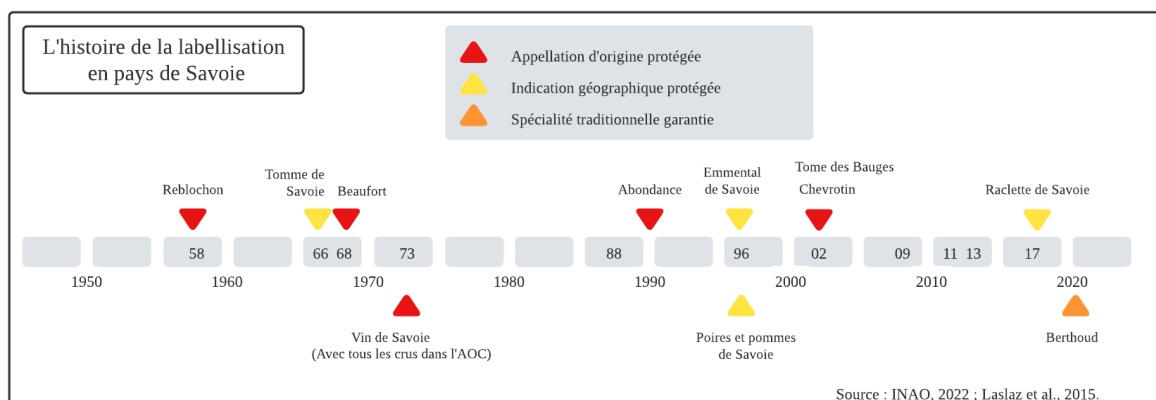 L'histoire de la labellisation
en pays de Savoie
Appellation d'origine protégée
Indication géographique protégée
Spécialité traditionnelle garantie
Reblochon
Tomme de
Savoie
Beaufort
Abondance
Emmental
de Savoie
Tome des Bauges
Chevrotin
Raclette de Savoie
58 66 68 73 88 96 02 09 11 13 17
1950 1960 1970 1980 1990 2000 2010 2020
Vin de Savoie
(Avec tous les crus dans l'AOC)
Poires et pommes
de Savoie
Berthoud
Source : INAO, 2022 ; Laslaz et al., 2015.